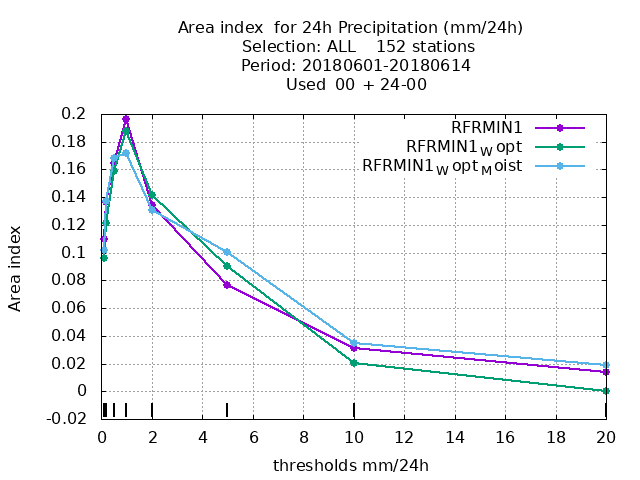 Area index  for 24h Precipitation (mm/24h)
Selection: ALL    152 stations
Period: 20180601-20180614
Used  00  + 24-00
RFRMIN1
RFRMIN1W opt
RFRMIN1W optM oist
0.2
0.18
0.16
0.14
0.12
0.1
0.08
0.06
0.04
0.02
0
-0.02
Area index
0 2 4 6 8 10 12 14 16 18 20
thresholds mm/24h